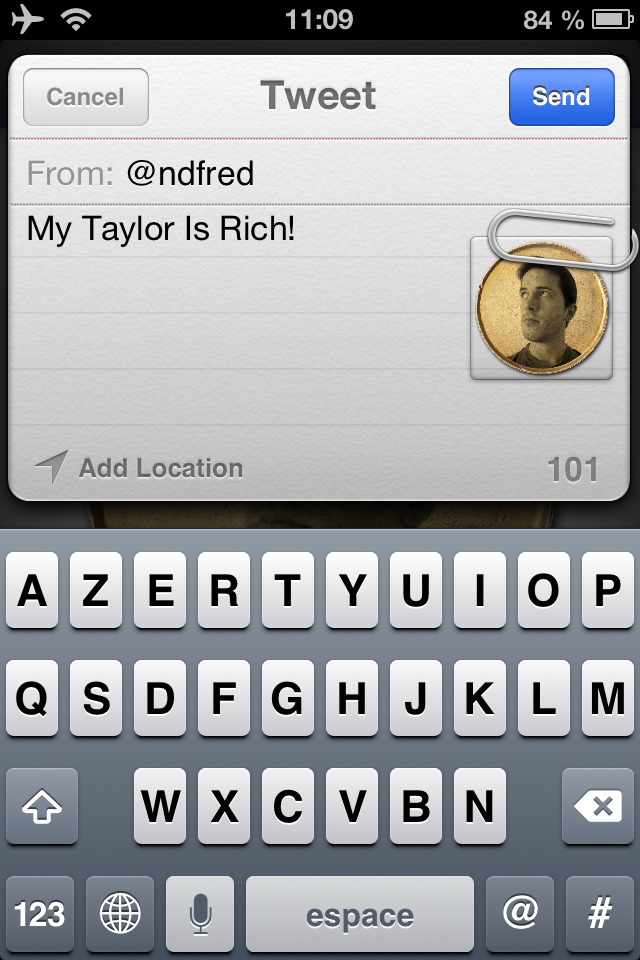 11:09 84 %
Cancel Tweet Send
From: @ndfred
My Taylor Is Rich!
Add Location 101
A Z E R T Y U I O P
Q S D F G H J K L M
W X C V B N
123 espace @ #